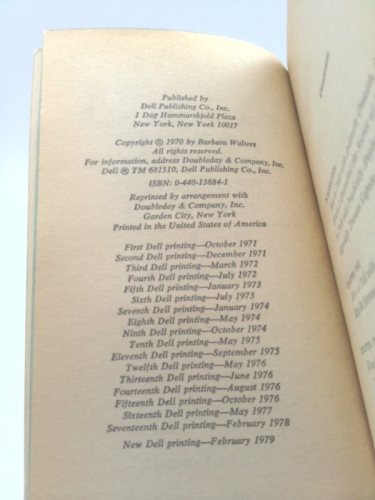 Published by
Dell Publishing Co., Inc.
1 Dag Hammarskjold Plaza
New York, New York 10017
Copyright © 1970 by Barbara Walters
All rights reserved.
For information, address Doubleday & Company, Inc.
Dell ® TM 681510, Dell Publishing Co., Inc.
ISBN: 0-440-13884-1
Reprinted by arrangement with
Doubleday & Company, Inc.
Garden City, New York
Printed in the United States of America
First Dell printing—October 1971
Second Dell printing—December 1971
Third Dell printing—March 1972
Fourth Dell printing—July 1972
Fifth Dell printing—January 1973
Sixth Dell printing—July 1973
Seventh Dell printing—January 1974
Eighth Dell printing—May 1974
Ninth Dell printing—October 1974
Tenth Dell printing—May 1975
Eleventh Dell printing—September 1975
Twelfth Dell printing—May 1976
Thirteenth Dell printing—June 1976
Fourteenth Dell printing—August 1976
Fifteenth Dell printing—October 1976
Sixteenth Dell printing—May 1977
Seventeenth Dell printing—February 1978
New Dell printing—February 1979